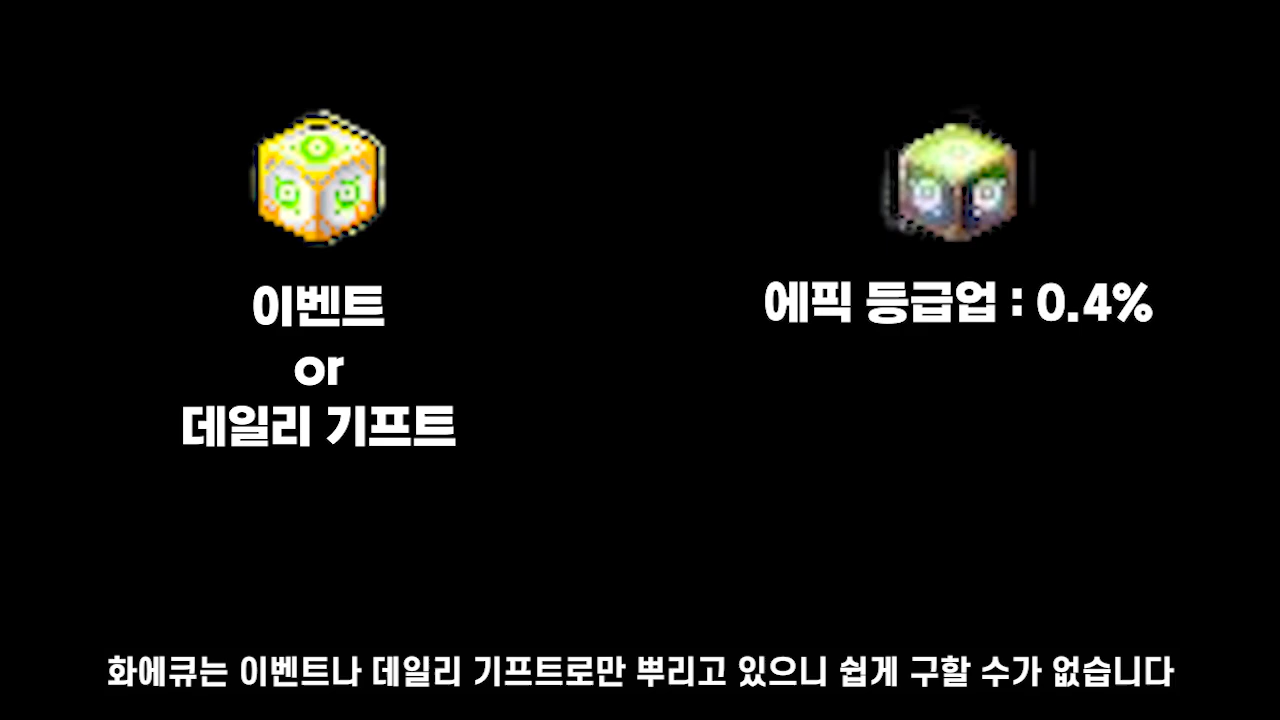 이벤트
or
데일리 기프트
에픽 등급업 : 0.4%
화에큐는 이벤트나 데일리 기프트로만 뿌리고 있으니 쉽게 구할 수가 없습니다